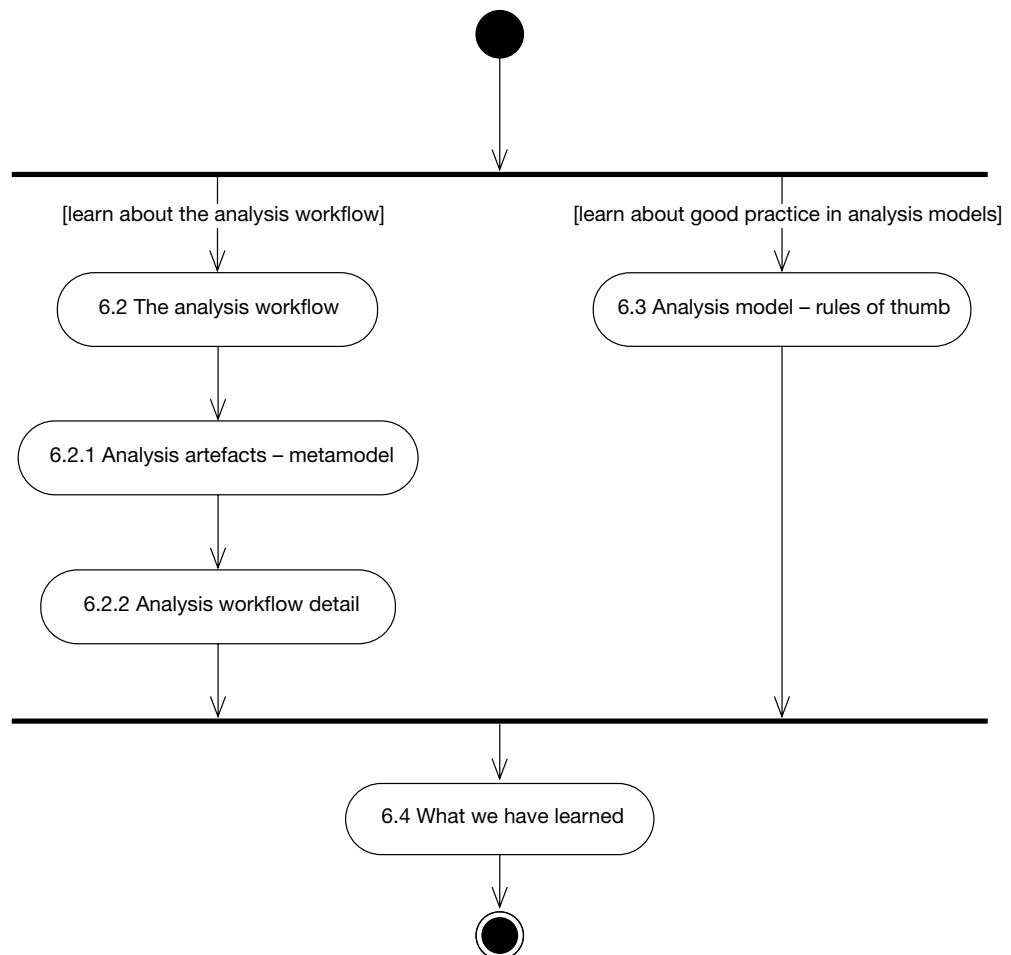 [learn about the analysis workflow]
[learn about good practice in analysis models]
6.2 The analysis workflow
6.3 Analysis model – rules of thumb
6.2.1 Analysis artefacts – metamodel
6.2.2 Analysis workflow detail
6.4 What we have learned